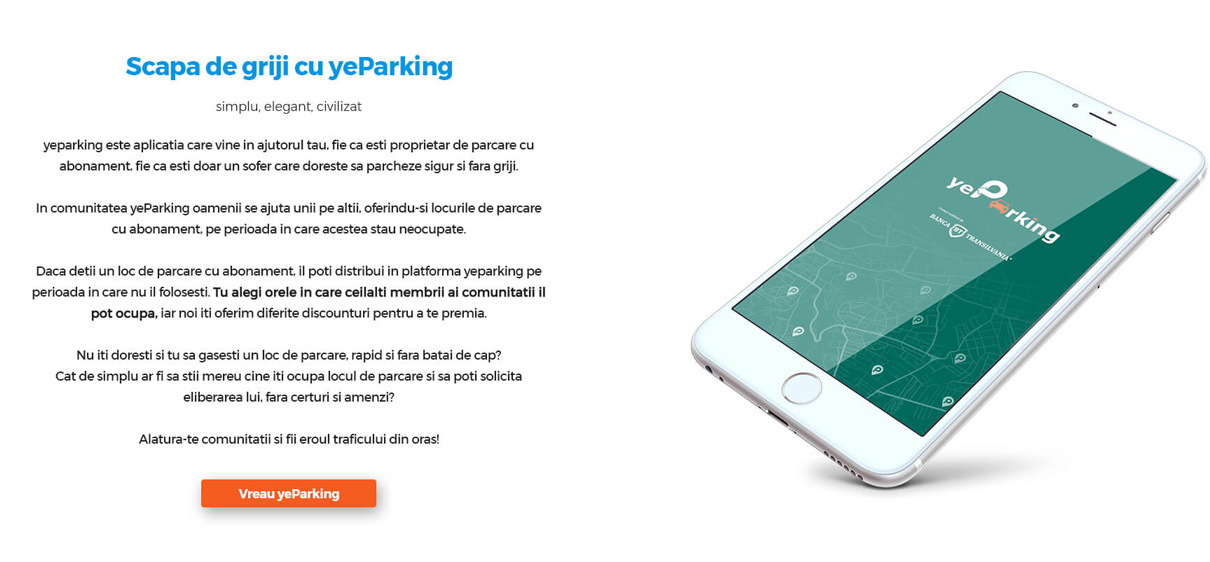 Scapa de griji cu yeParking
simplu, elegant, civilizat
yeparking este aplicatia care vine in ajutorul tau, fie ca esti proprietar de parcare cu
abonament, fie ca esti doar un sofer care doreste sa parcheze sigur si fara griji.
In comunitatea yeParking oamenii se ajuta unii pe altii, oferindu-si locurile de parcare
cu abonament, pe perioada in care acestea stau neocupate.
Daca detii un loc de parcare cu abonament, il poti distribui in platforma yeparking pe
perioada in care nu il folosesti. Tu alegi orele in care ceilalti membrii ai comunitatii il
pot ocupa, iar noi iti oferim diferite discounturi pentru a te premia.
Nu iti doresti si tu sa gasesti un loc de parcare, rapid si fara batai de cap?
Cat de simplu ar fi sa stii mereu cine iti ocupa locul de parcare si sa poti solicita
eliberarea lui, fara certuri si amenzi?
Alatura-te comunitatii si fii eroul traficului din oras!
Vreau yeParking
yeParking
BANCA BT TRANSILVANIA